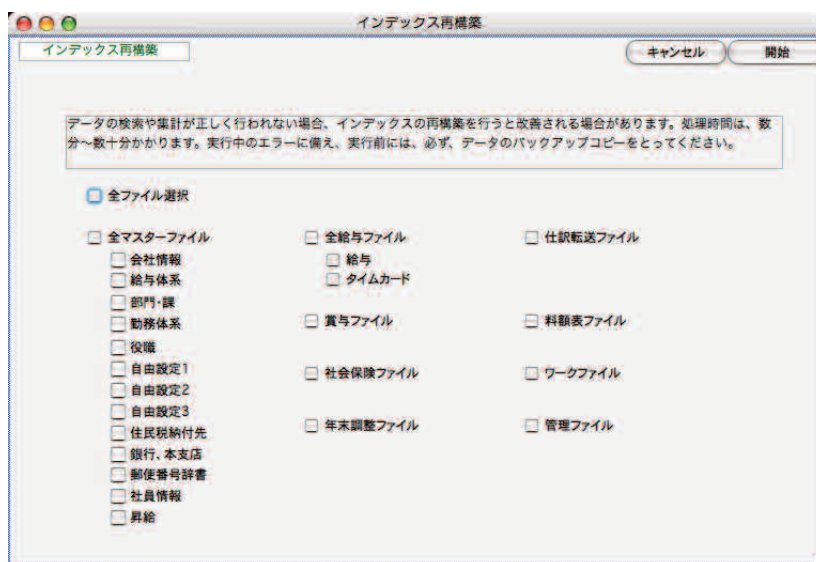 インデックス再構築
インデックス再構築
キャンセル
開始
データの検索や集計が正しく行われない場合、インデックスの再構築を行うと改善される場合があります。処理時間は、数
分〜数十分かかります。実行中のエラーに備え、実行前には、必ず、データのバックアップコピーをとってください。
全ファイル選択
全マスターファイル
会社情報
給与体系
部門・課
勤務体系
役職
自由設定1
自由設定2
自由設定3
住民税納付先
銀行、本支店
郵便番号辞書
社員情報
昇給
全給与ファイル
給与
タイムカード
賞与ファイル
社会保険ファイル
年末調整ファイル
仕訳転送ファイル
料額表ファイル
ワークファイル
管理ファイル